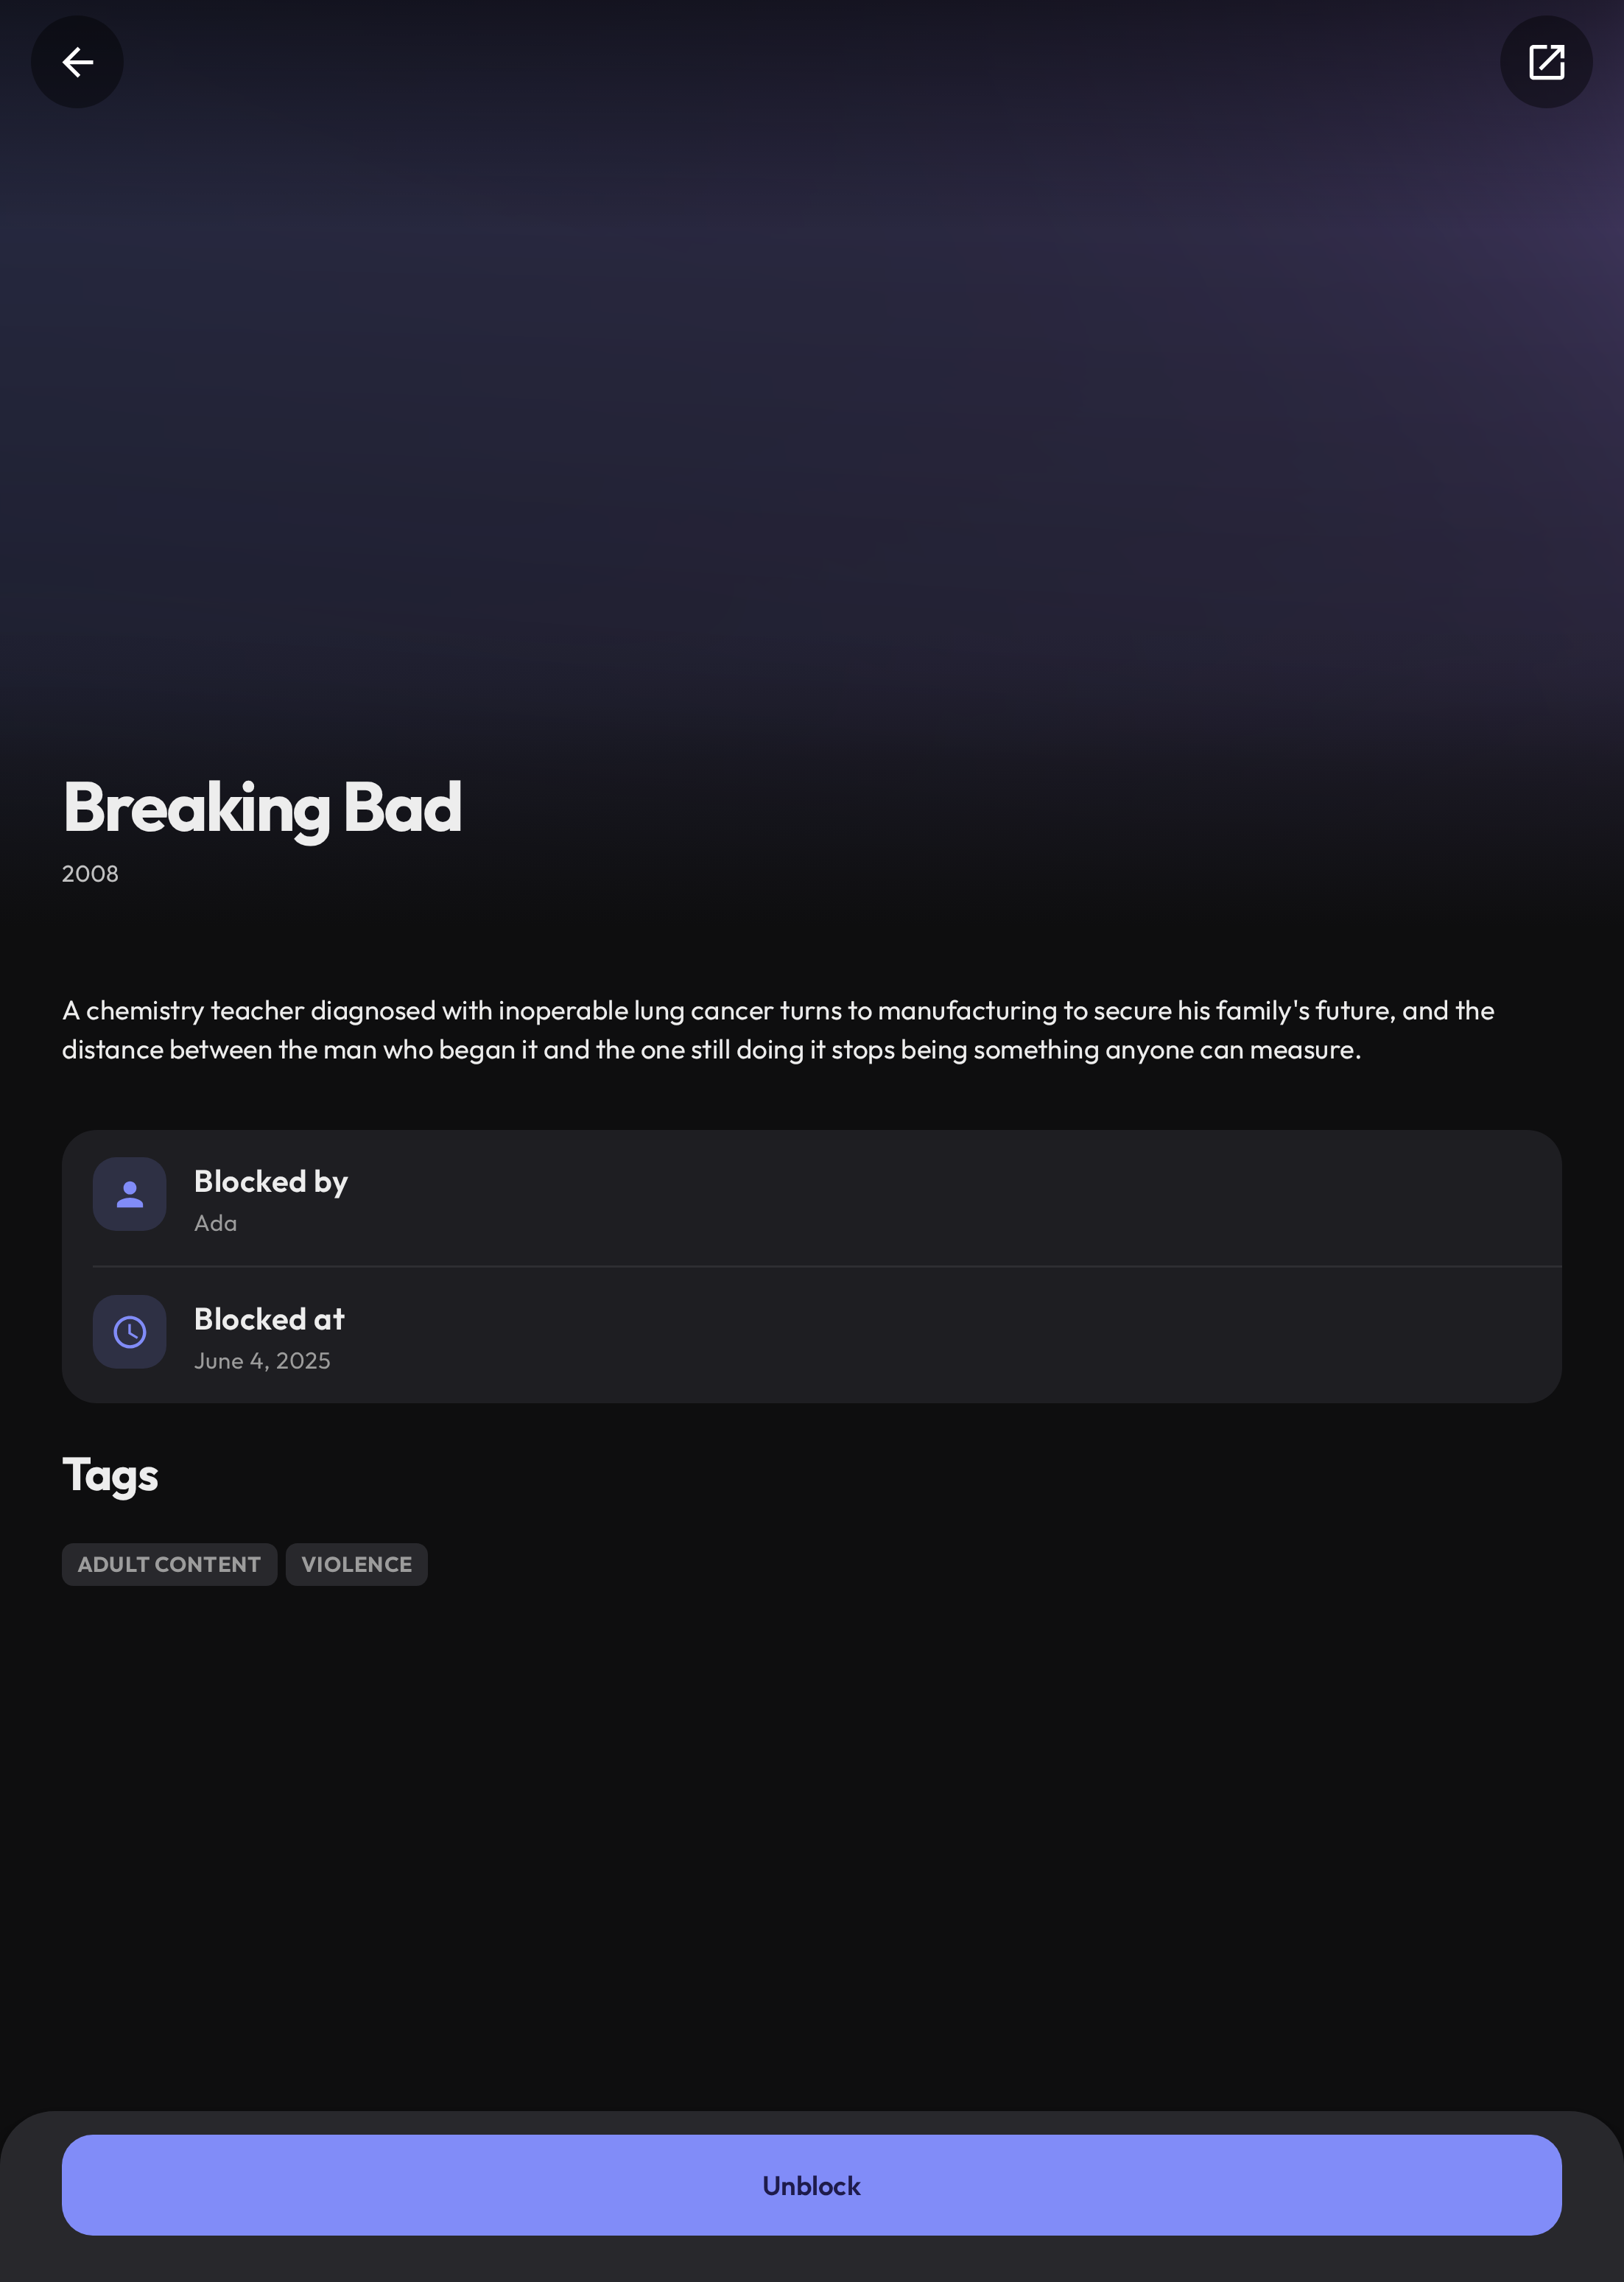 Breaking Bad
2008
A chemistry teacher diagnosed with inoperable lung cancer turns to manufacturing to secure his family's future, and the
distance between the man who began it and the one still doing it stops being something anyone can measure.
Blocked by
Ada
Blocked at
June 4, 2025
Tags
ADULT CONTENT VIOLENCE
Unblock